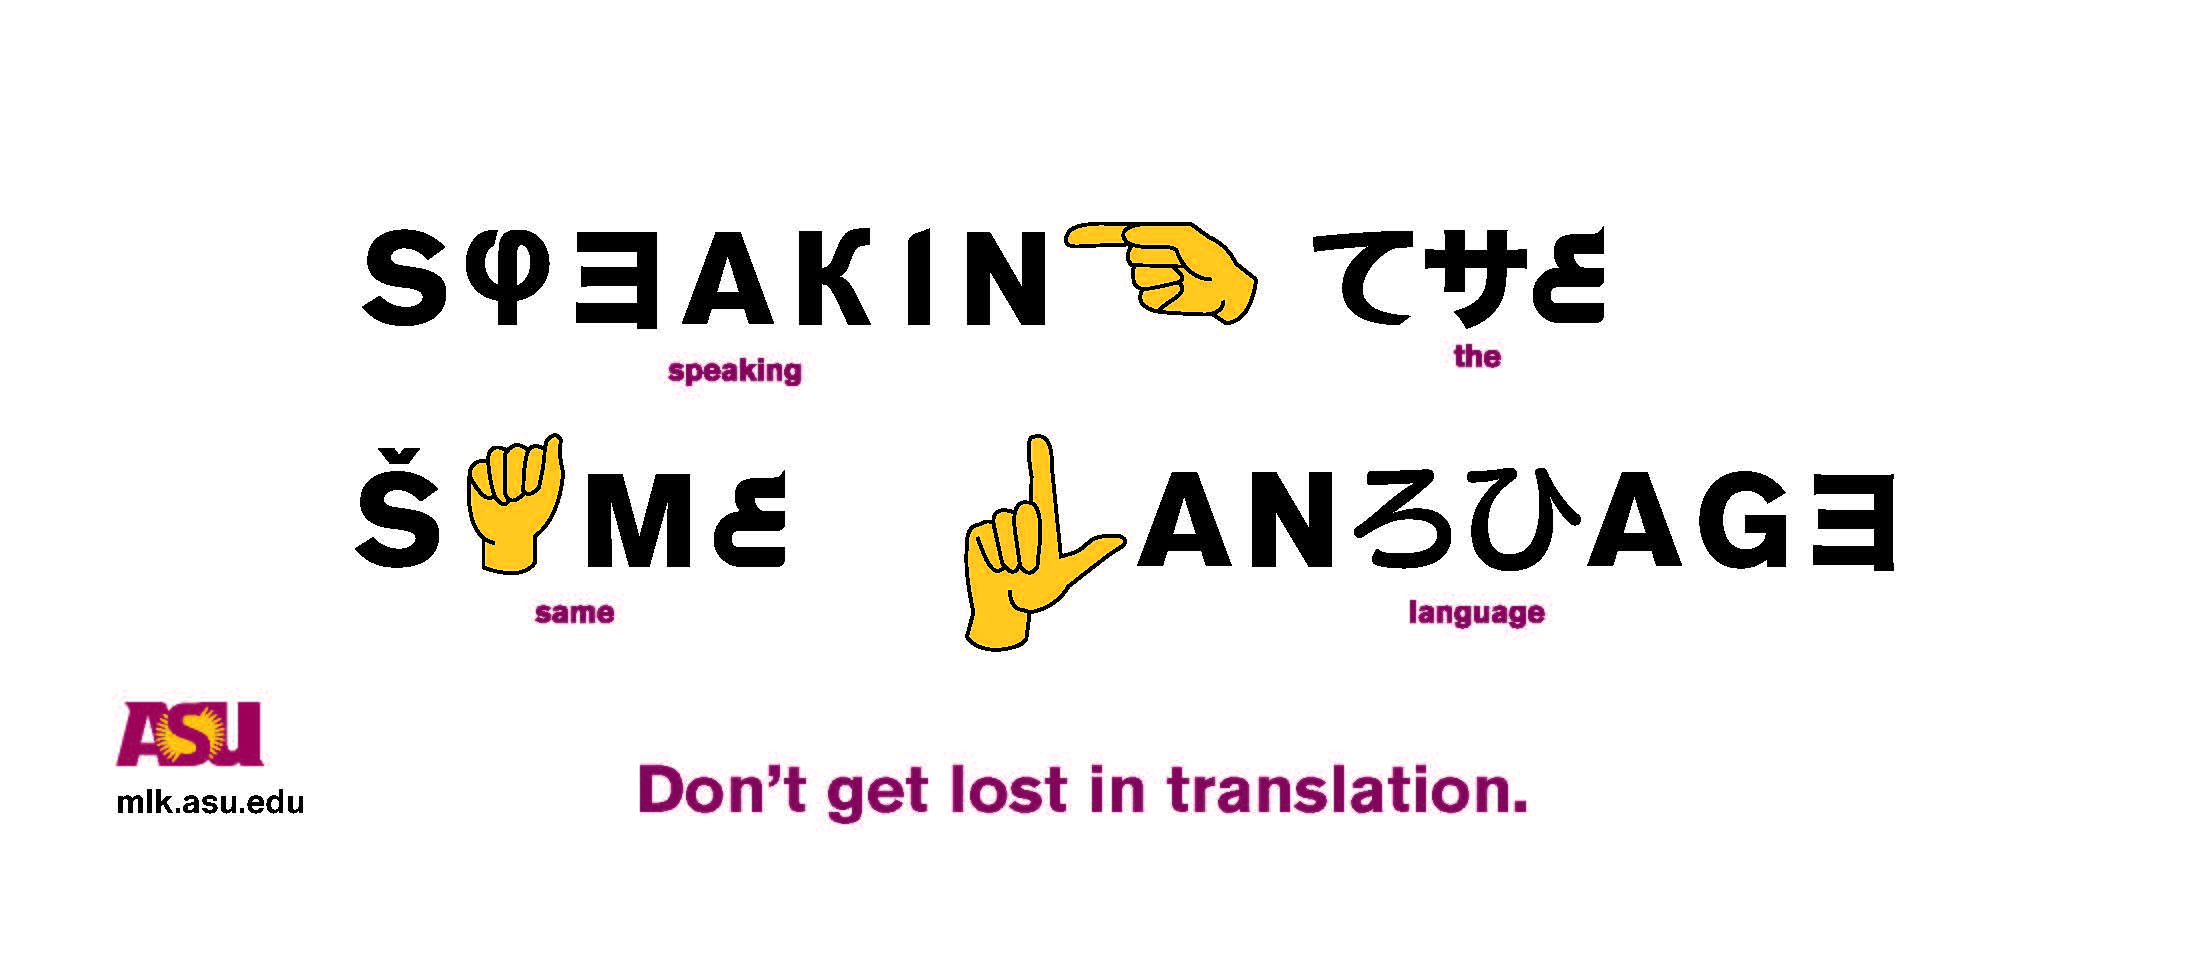 SφƎAKIN てサɛ
speaking the
ŠMɛ LANろひAGƎ
same language
ASU
mlk.asu.edu
Don’t get lost in translation.